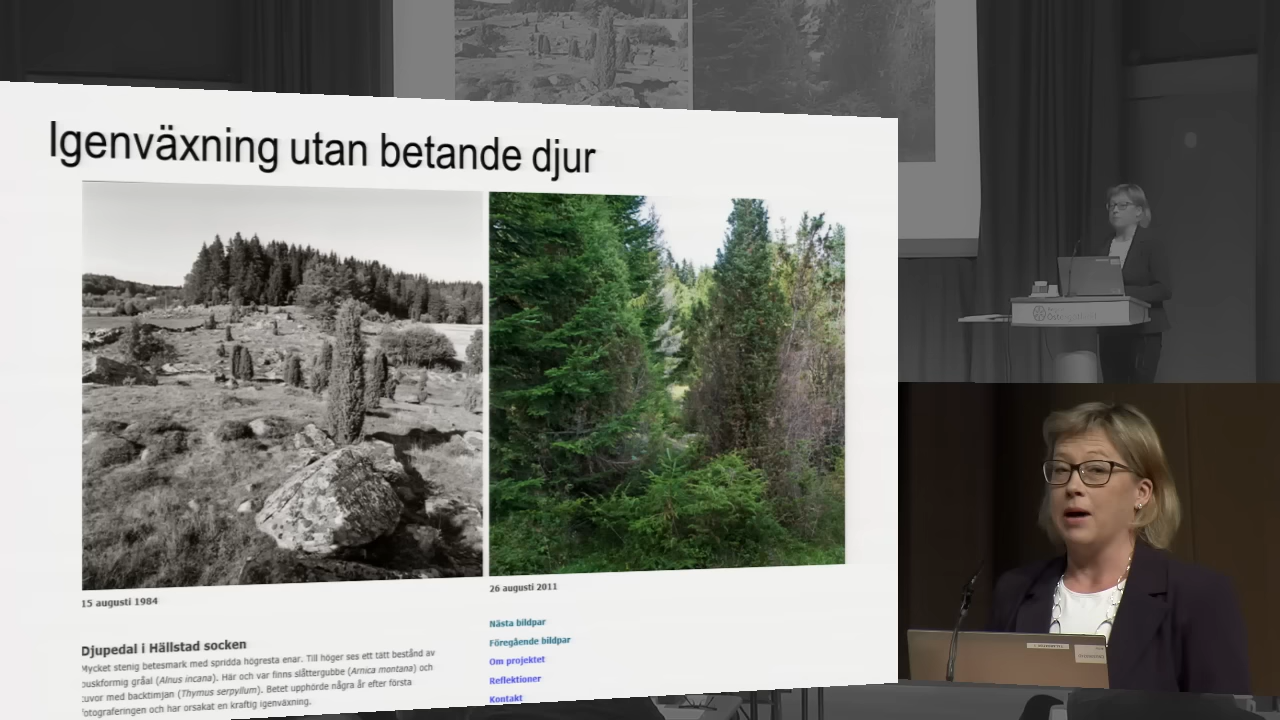 Igenväxning utan betande djur
15 augusti 1984
26 augusti 2011
Djupedal i Hällstad socken
Mycket stenig betesmark med spridda högresta enar. Till höger ses ett tätt bestånd av
buskformig gråal (Alnus incana). Här och var finns slåttergubbe (Arnica montana) och
tuvor med backtimjan (Thymus serpyllum). Betet upphörde några år efter första
fotograferingen och har orsakat en kraftig igenväxning.
Nästa bildpar
Föregående bildpar
Om projektet
Reflektioner
Kontakt